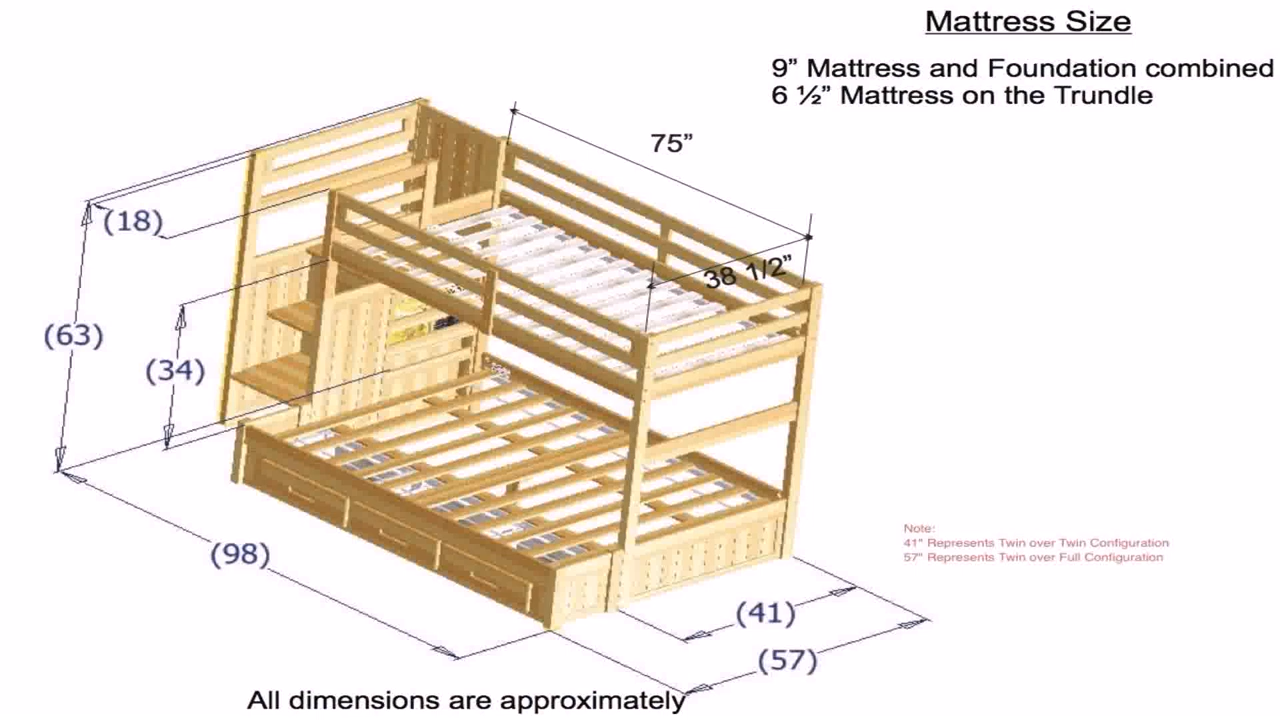 Mattress Size
9” Mattress and Foundation combined
6 ½” Mattress on the Trundle
75”
38 1/2”
(18)
(63)
(34)
(98)
(41)
(57)
Note:
41" Represents Twin over Twin Configuration
57" Represents Twin over Full Configuration
All dimensions are approximately